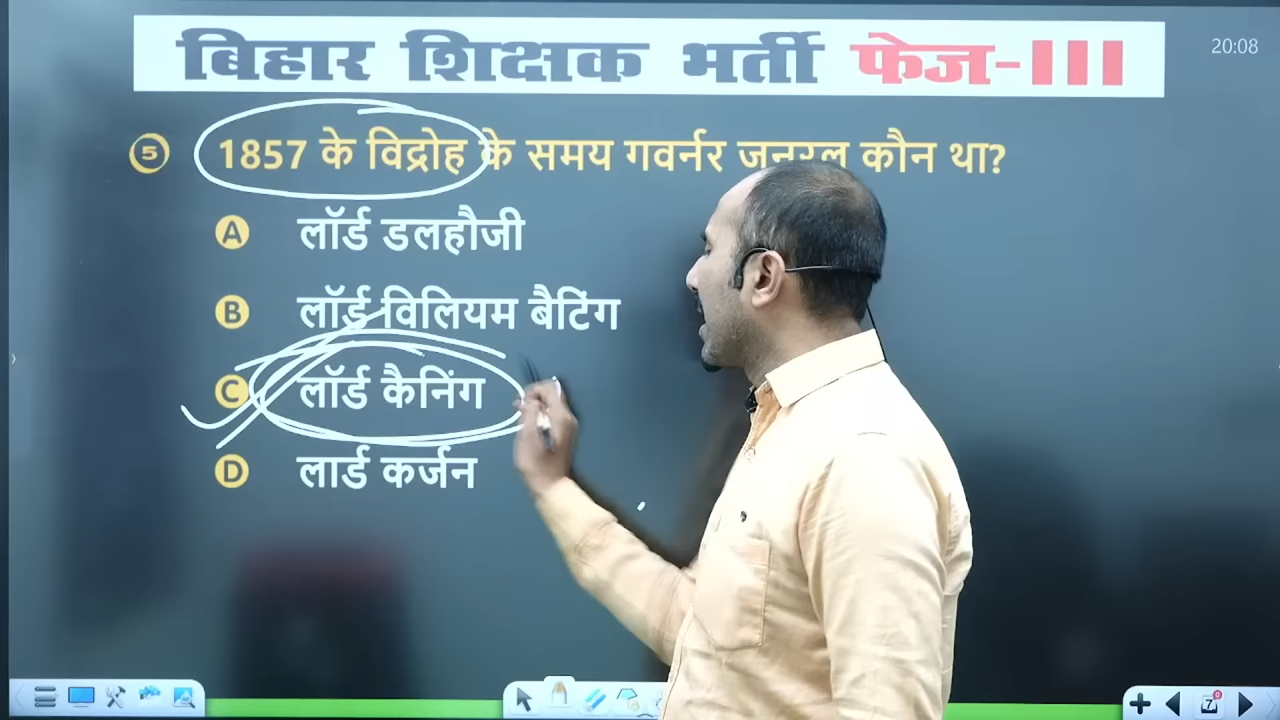 बिहार शिक्षक भर्ती फेज-III
20:08
5 1857 के विद्रोह के समय गवर्नर जनरल कौन था?
A लॉर्ड डलहौजी
B लॉर्ड विलियम बैटिंग
C लॉर्ड कैनिंग
D लार्ड कर्जन